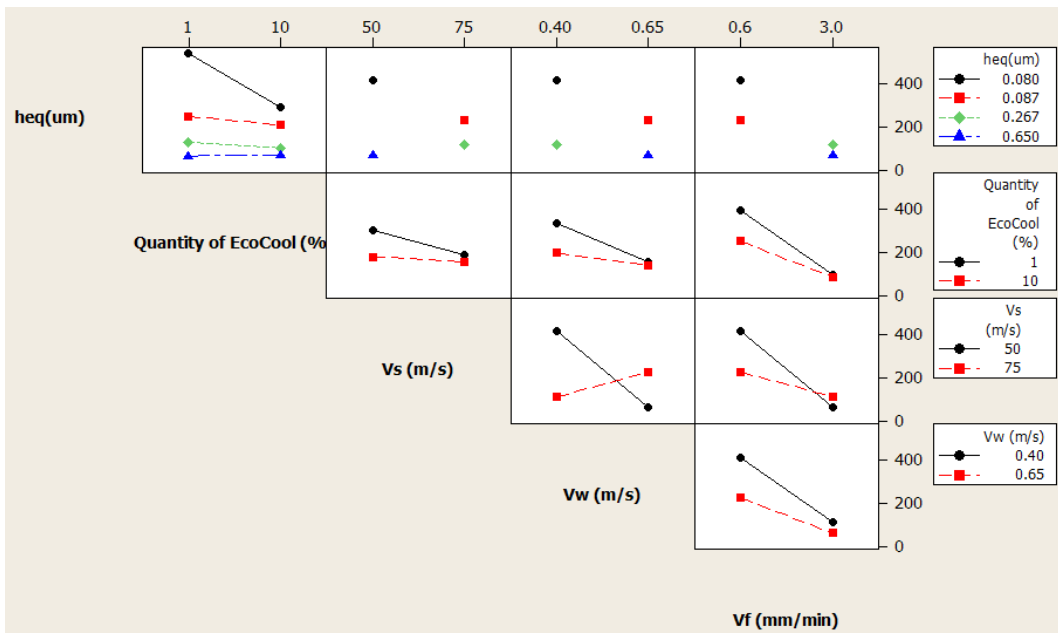 1 10 50 75 0.40 0.65 0.6 3.0
heq(um)
400
200
0
heq(um)
0.080
0.087
0.267
0.650
Quantity of EcoCool (%
400
200
0
Quantity
of
EcoCool
(%)
1
10
Vs (m/s)
400
200
0
Vs
(m/s)
50
75
Vw (m/s)
400
200
0
Vw (m/s)
0.40
0.65
Vf (mm/min)